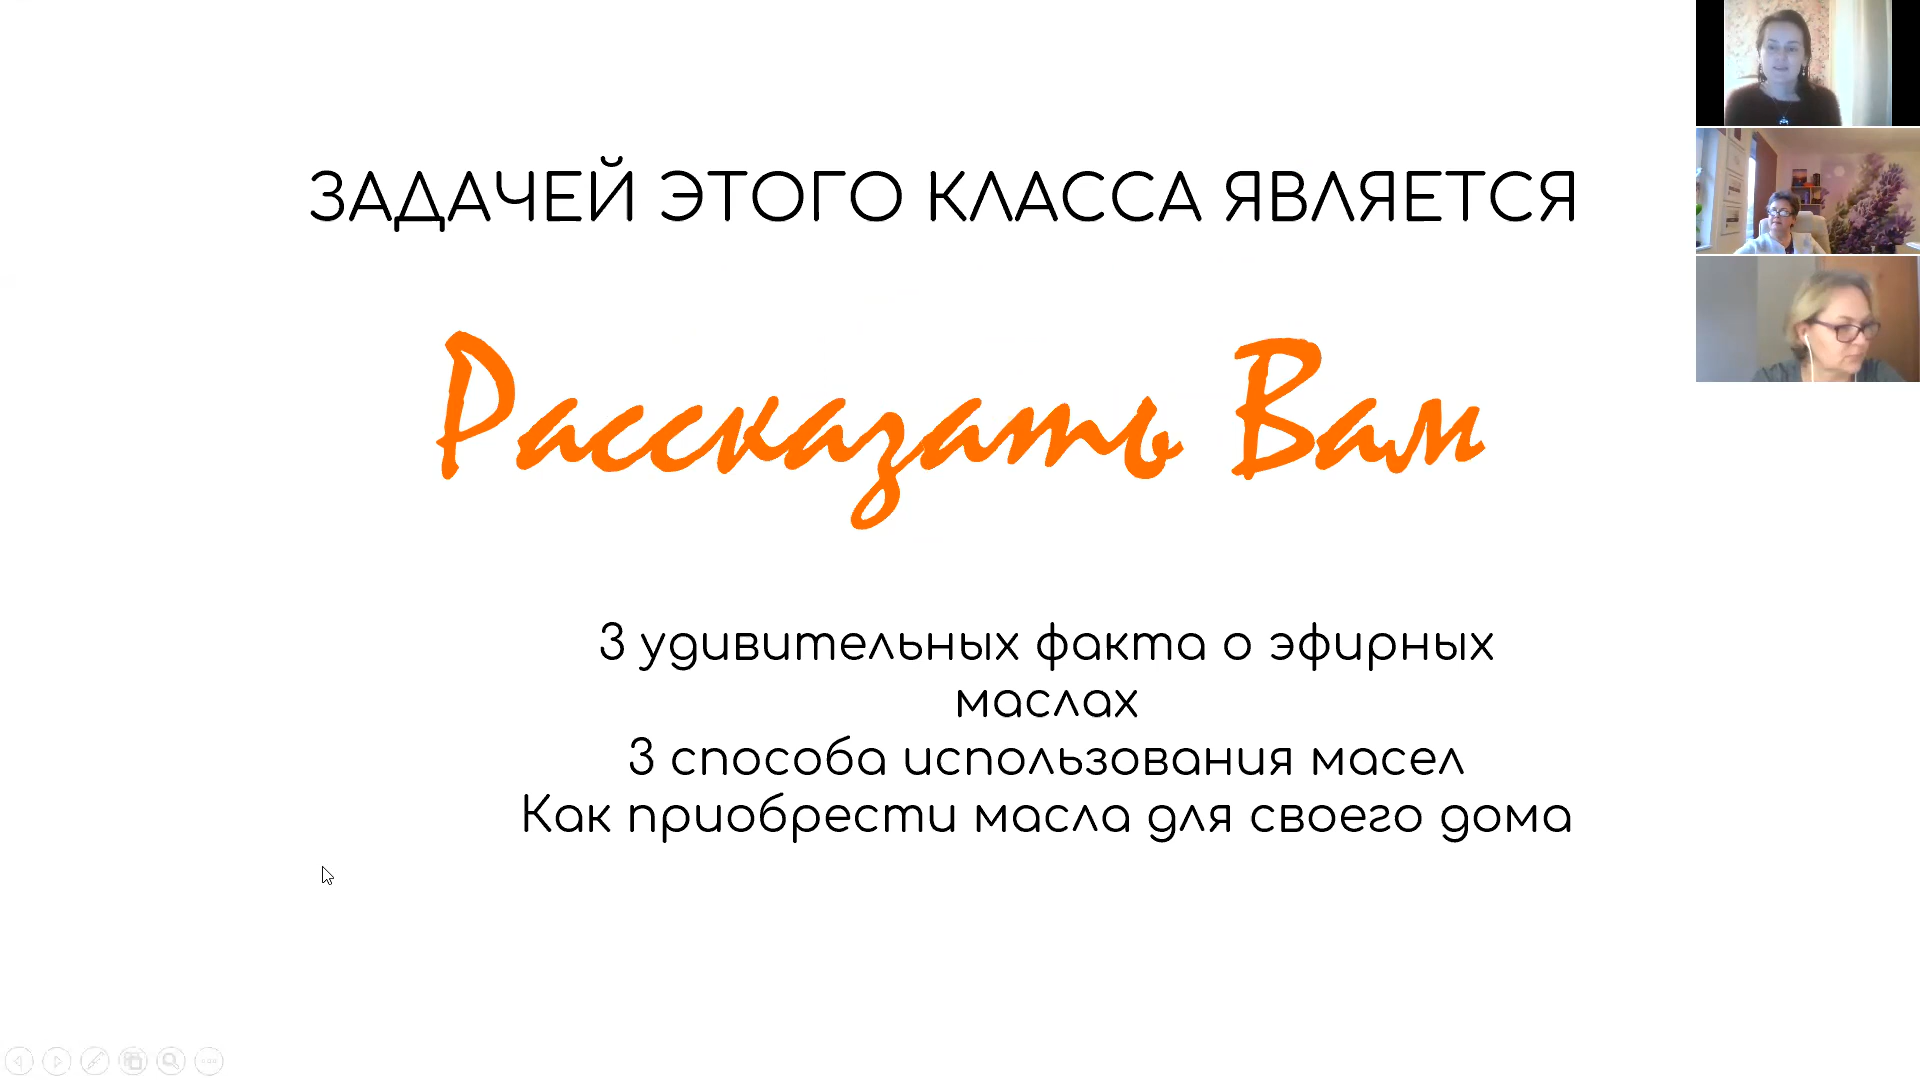 ЗАДАЧЕЙ ЭТОГО КЛАССА ЯВЛЯЕТСЯ
Рассказать Вам
3 удивительных факта о эфирных
маслах
3 способа использования масел
Как приобрести масла для своего дома